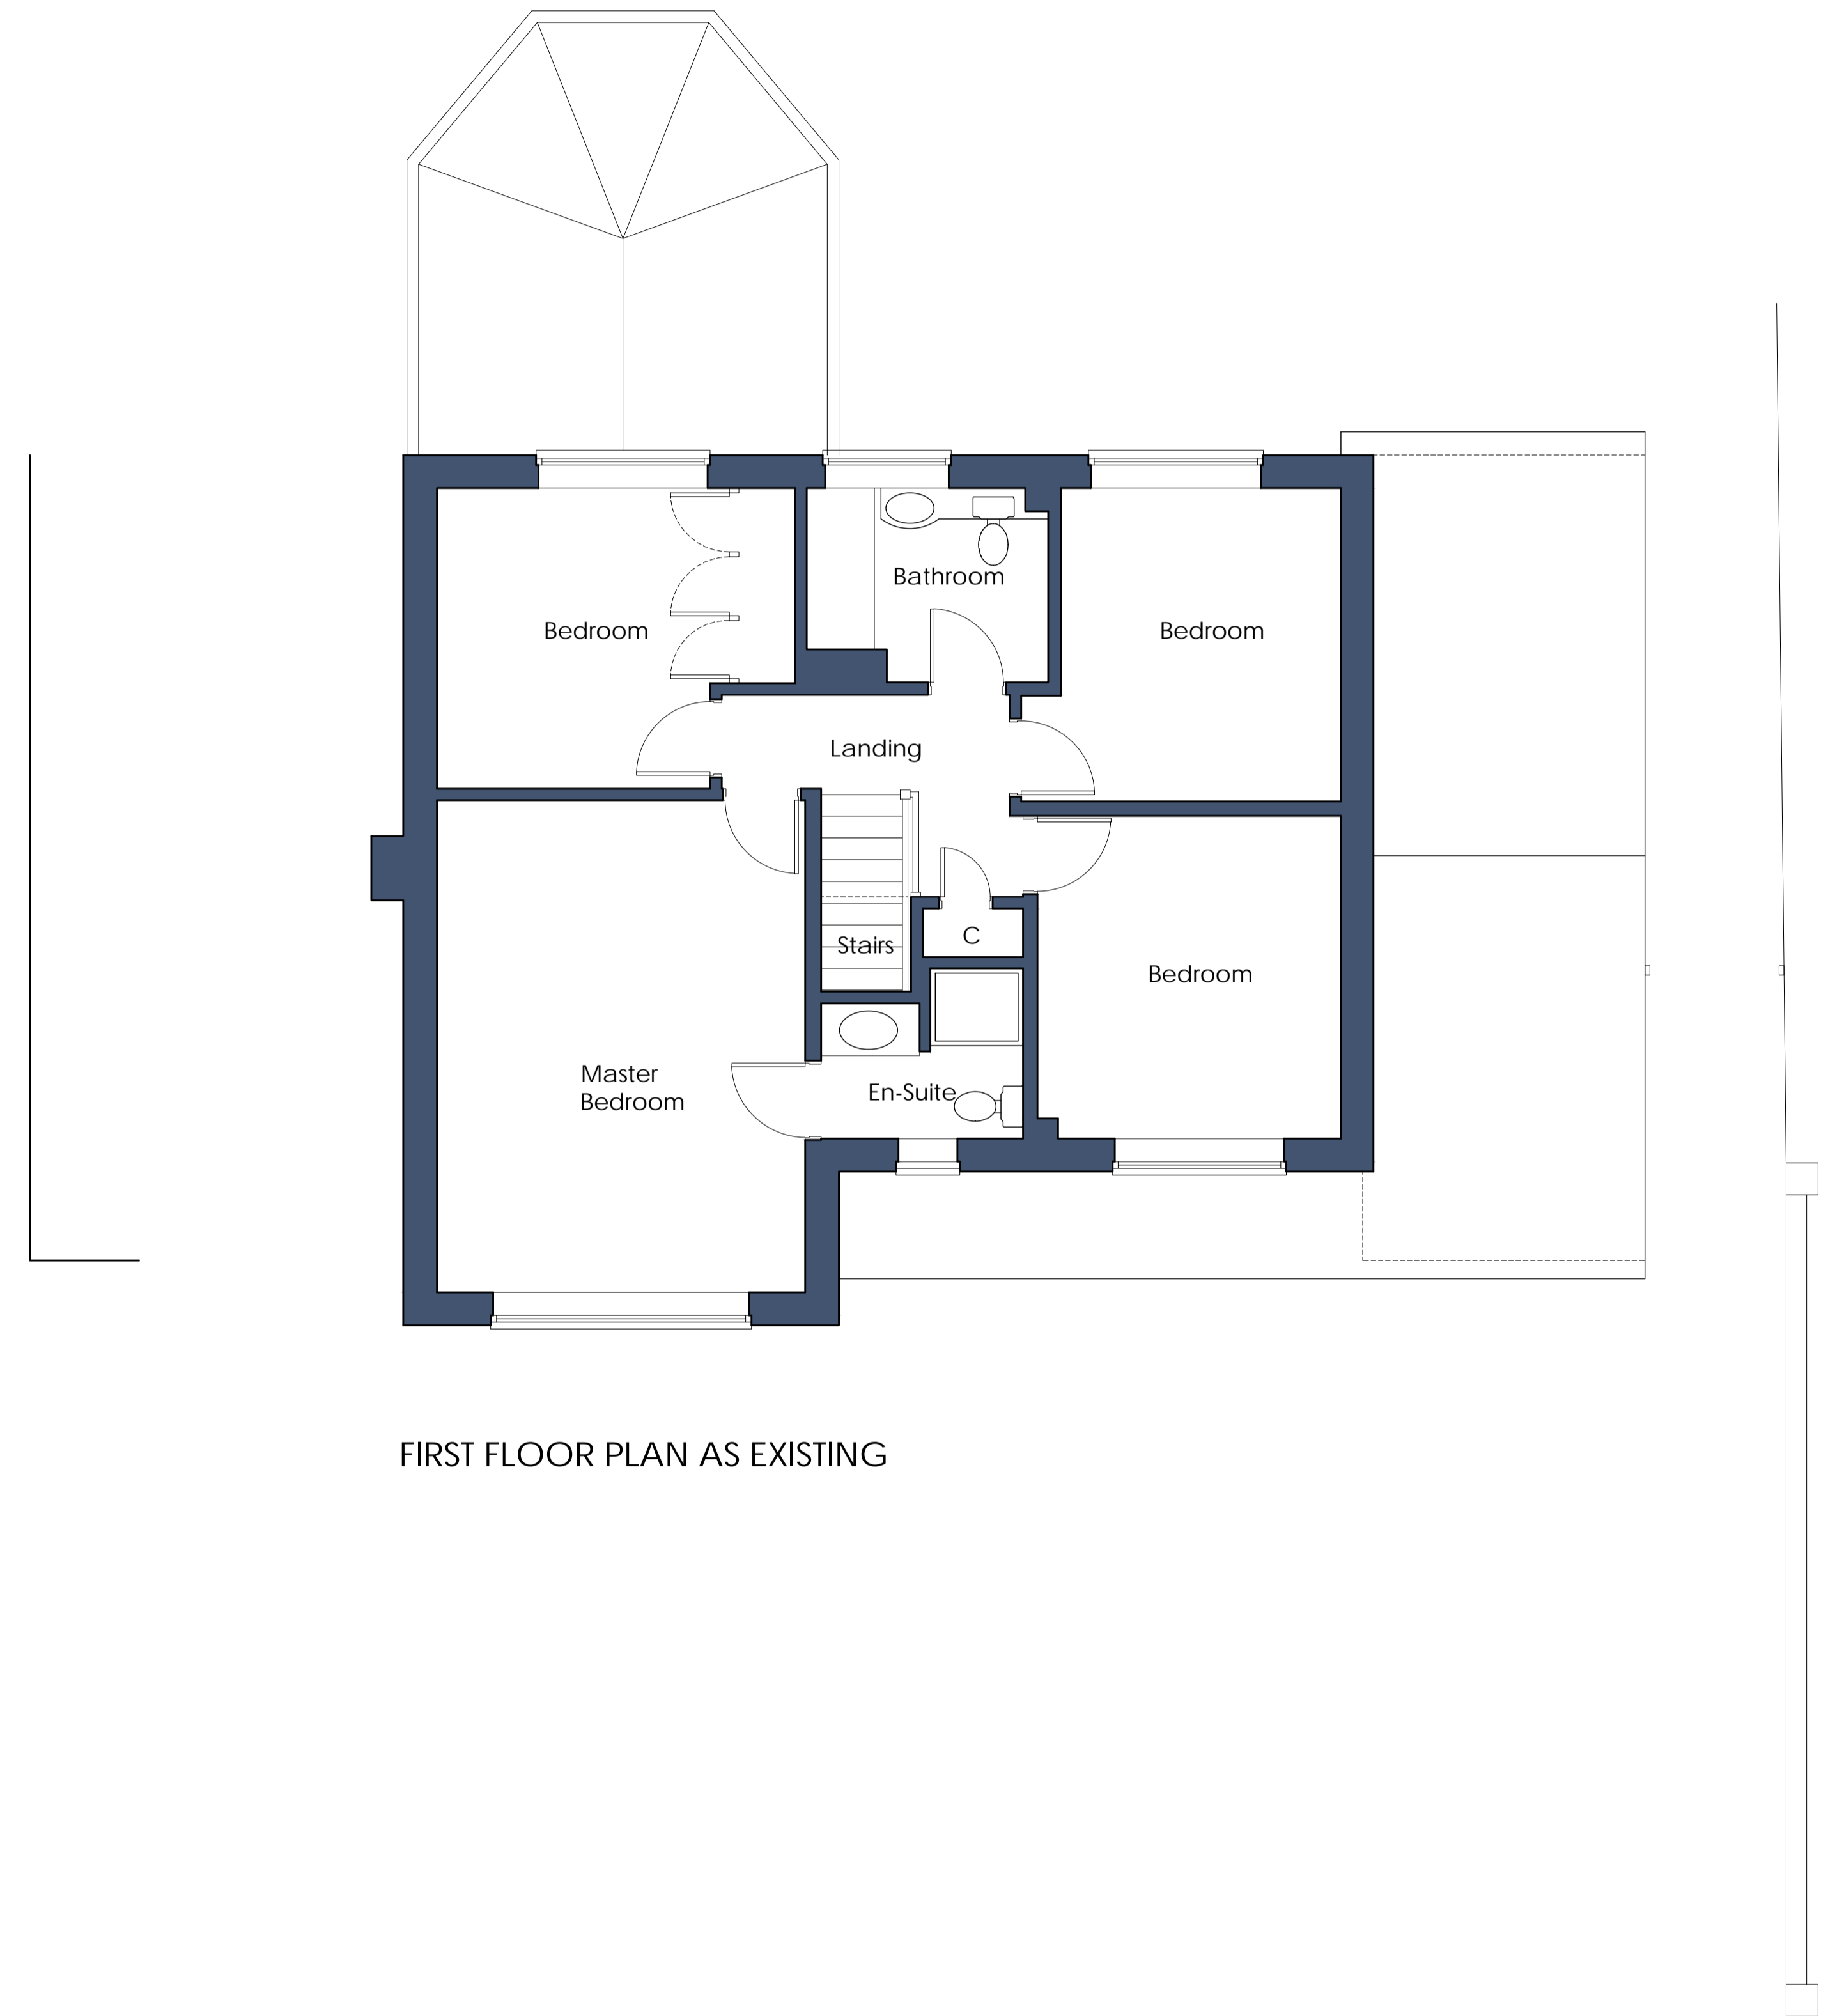 Bathroom
Bedroom
Bedroom
Landing
Stairs
C
Bedroom
Master
Bedroom
En-Suite
FIRST FLOOR PLAN AS EXISTING